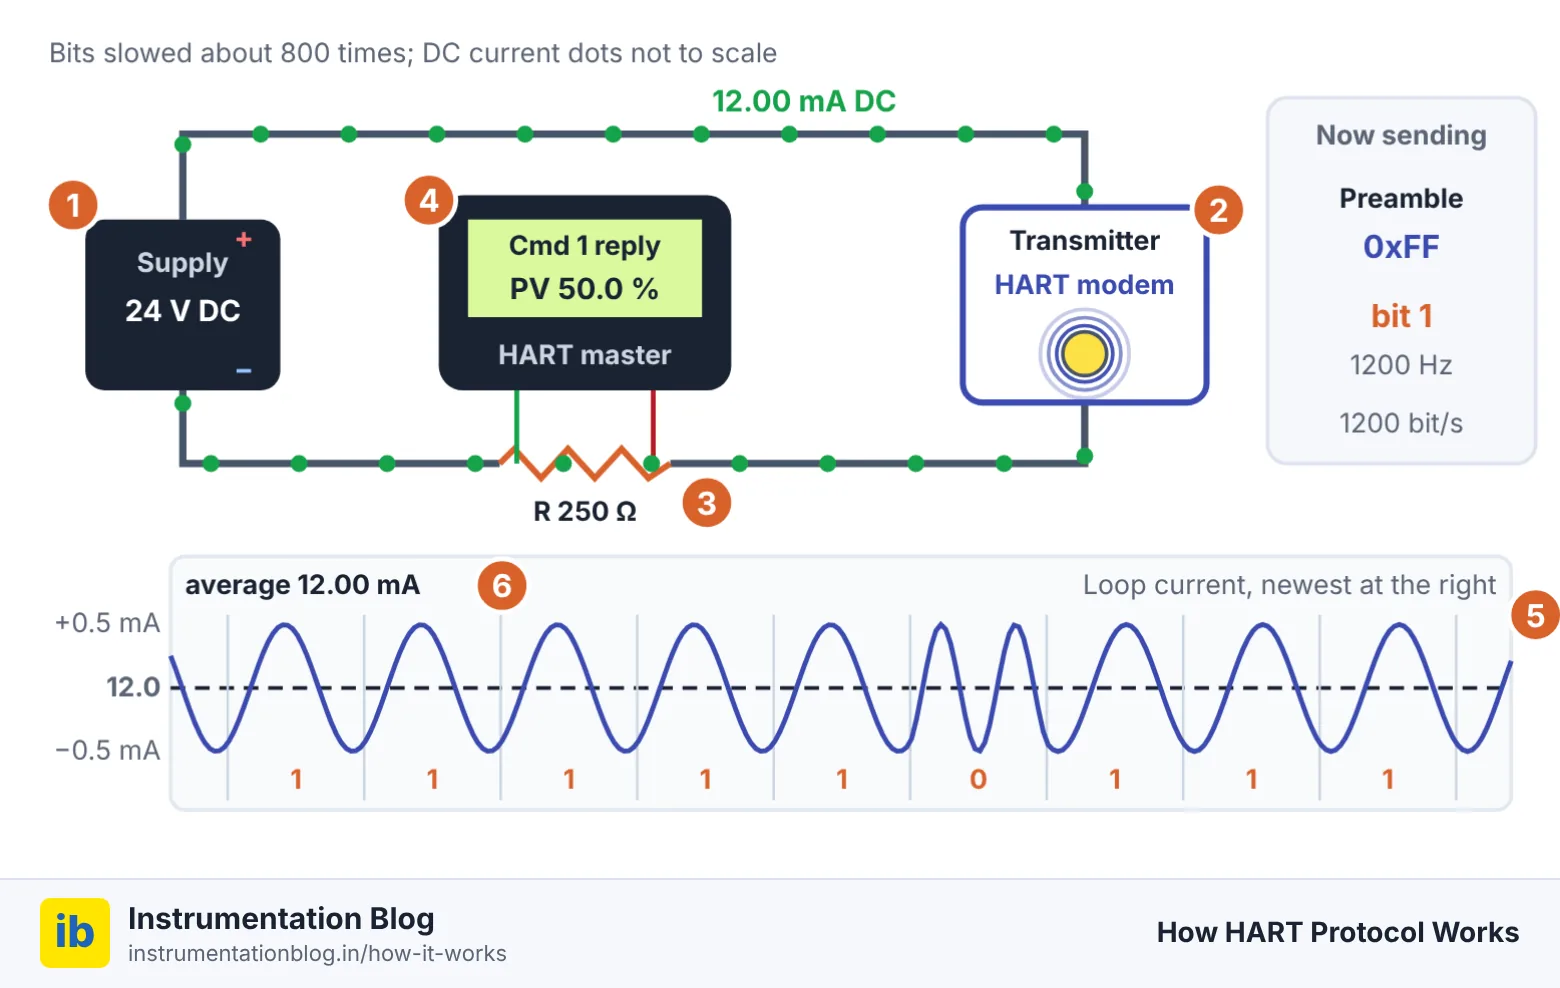 Bits slowed about 800 times; DC current dots not to scale
12.00 mA DC
1
Supply
+
24 V DC
−
4
Cmd 1 reply
PV 50.0 %
HART master
2
Transmitter
HART modem
Now sending
Preamble
0xFF
bit 1
1200 Hz
1200 bit/s
R 250 Ω
3
average 12.00 mA
6
Loop current, newest at the right
5
+0.5 mA
12.0
−0.5 mA
1 1 1 1 1 0 1 1 1
ib
Instrumentation Blog
instrumentationblog.in/how-it-works
How HART Protocol Works